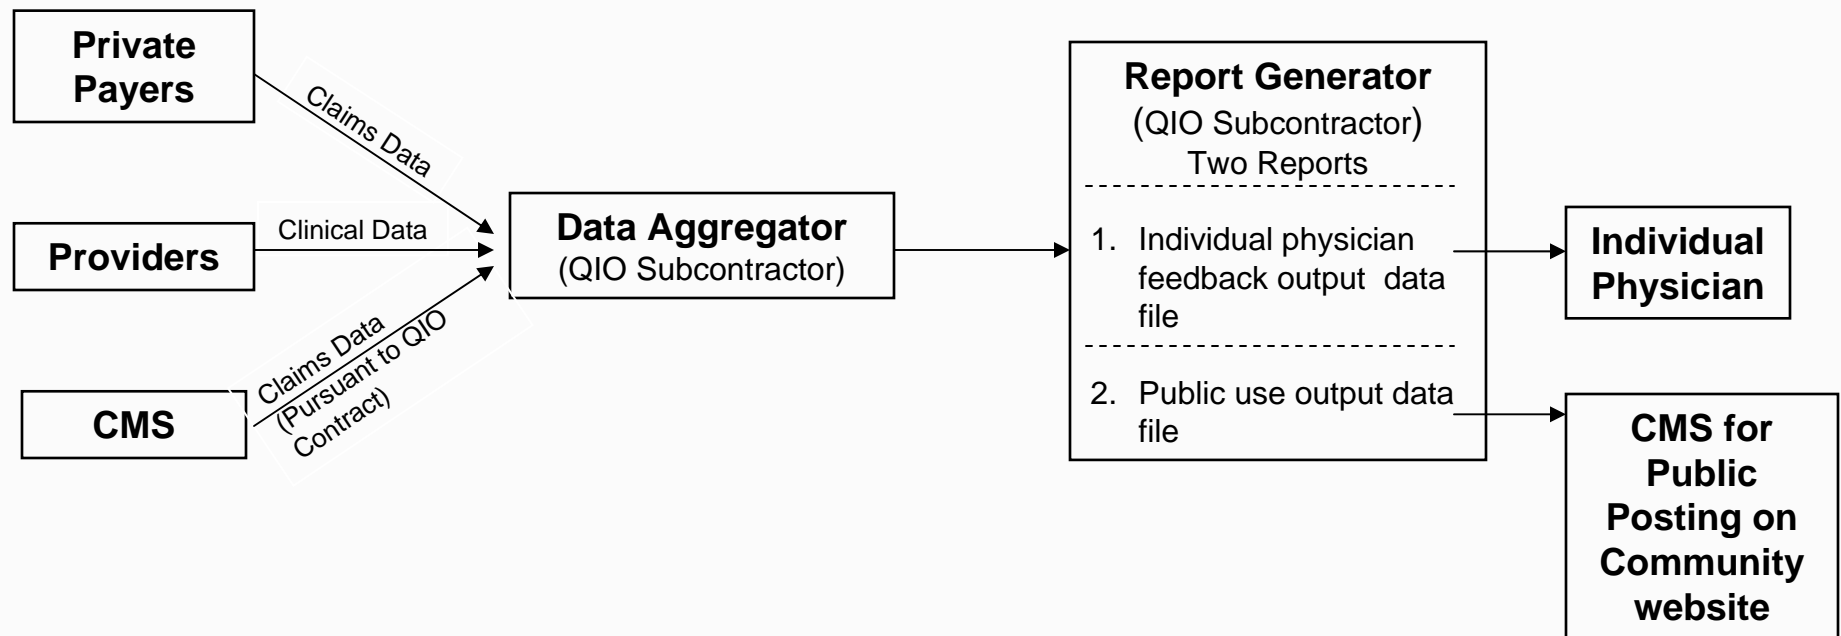 Private
Payers
Claims Data
Providers
Clinical Data
CMS
Claims Data
(Pursuant to QIO
Contract)
Data Aggregator
(QIO Subcontractor)
Report Generator
(QIO Subcontractor)
Two Reports
1. Individual physician
feedback output data
file
2. Public use output data
file
Individual
Physician
CMS for
Public
Posting on
Community
website